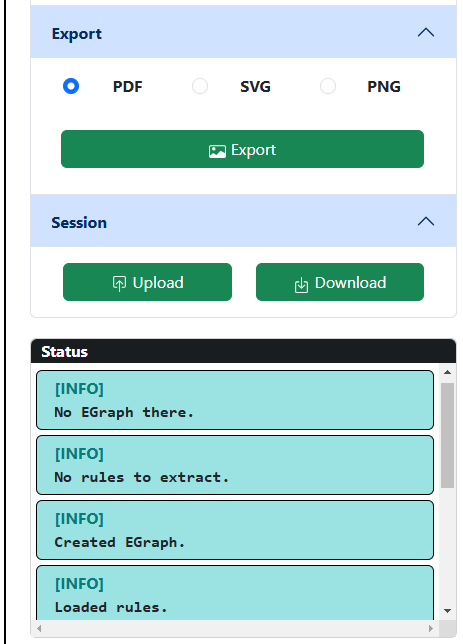 Export
PDF SVG PNG
Export
Session
Upload Download
Status
[INFO]
No EGraph there.
[INFO]
No rules to extract.
[INFO]
Created EGraph.
[INFO]
Loaded rules.